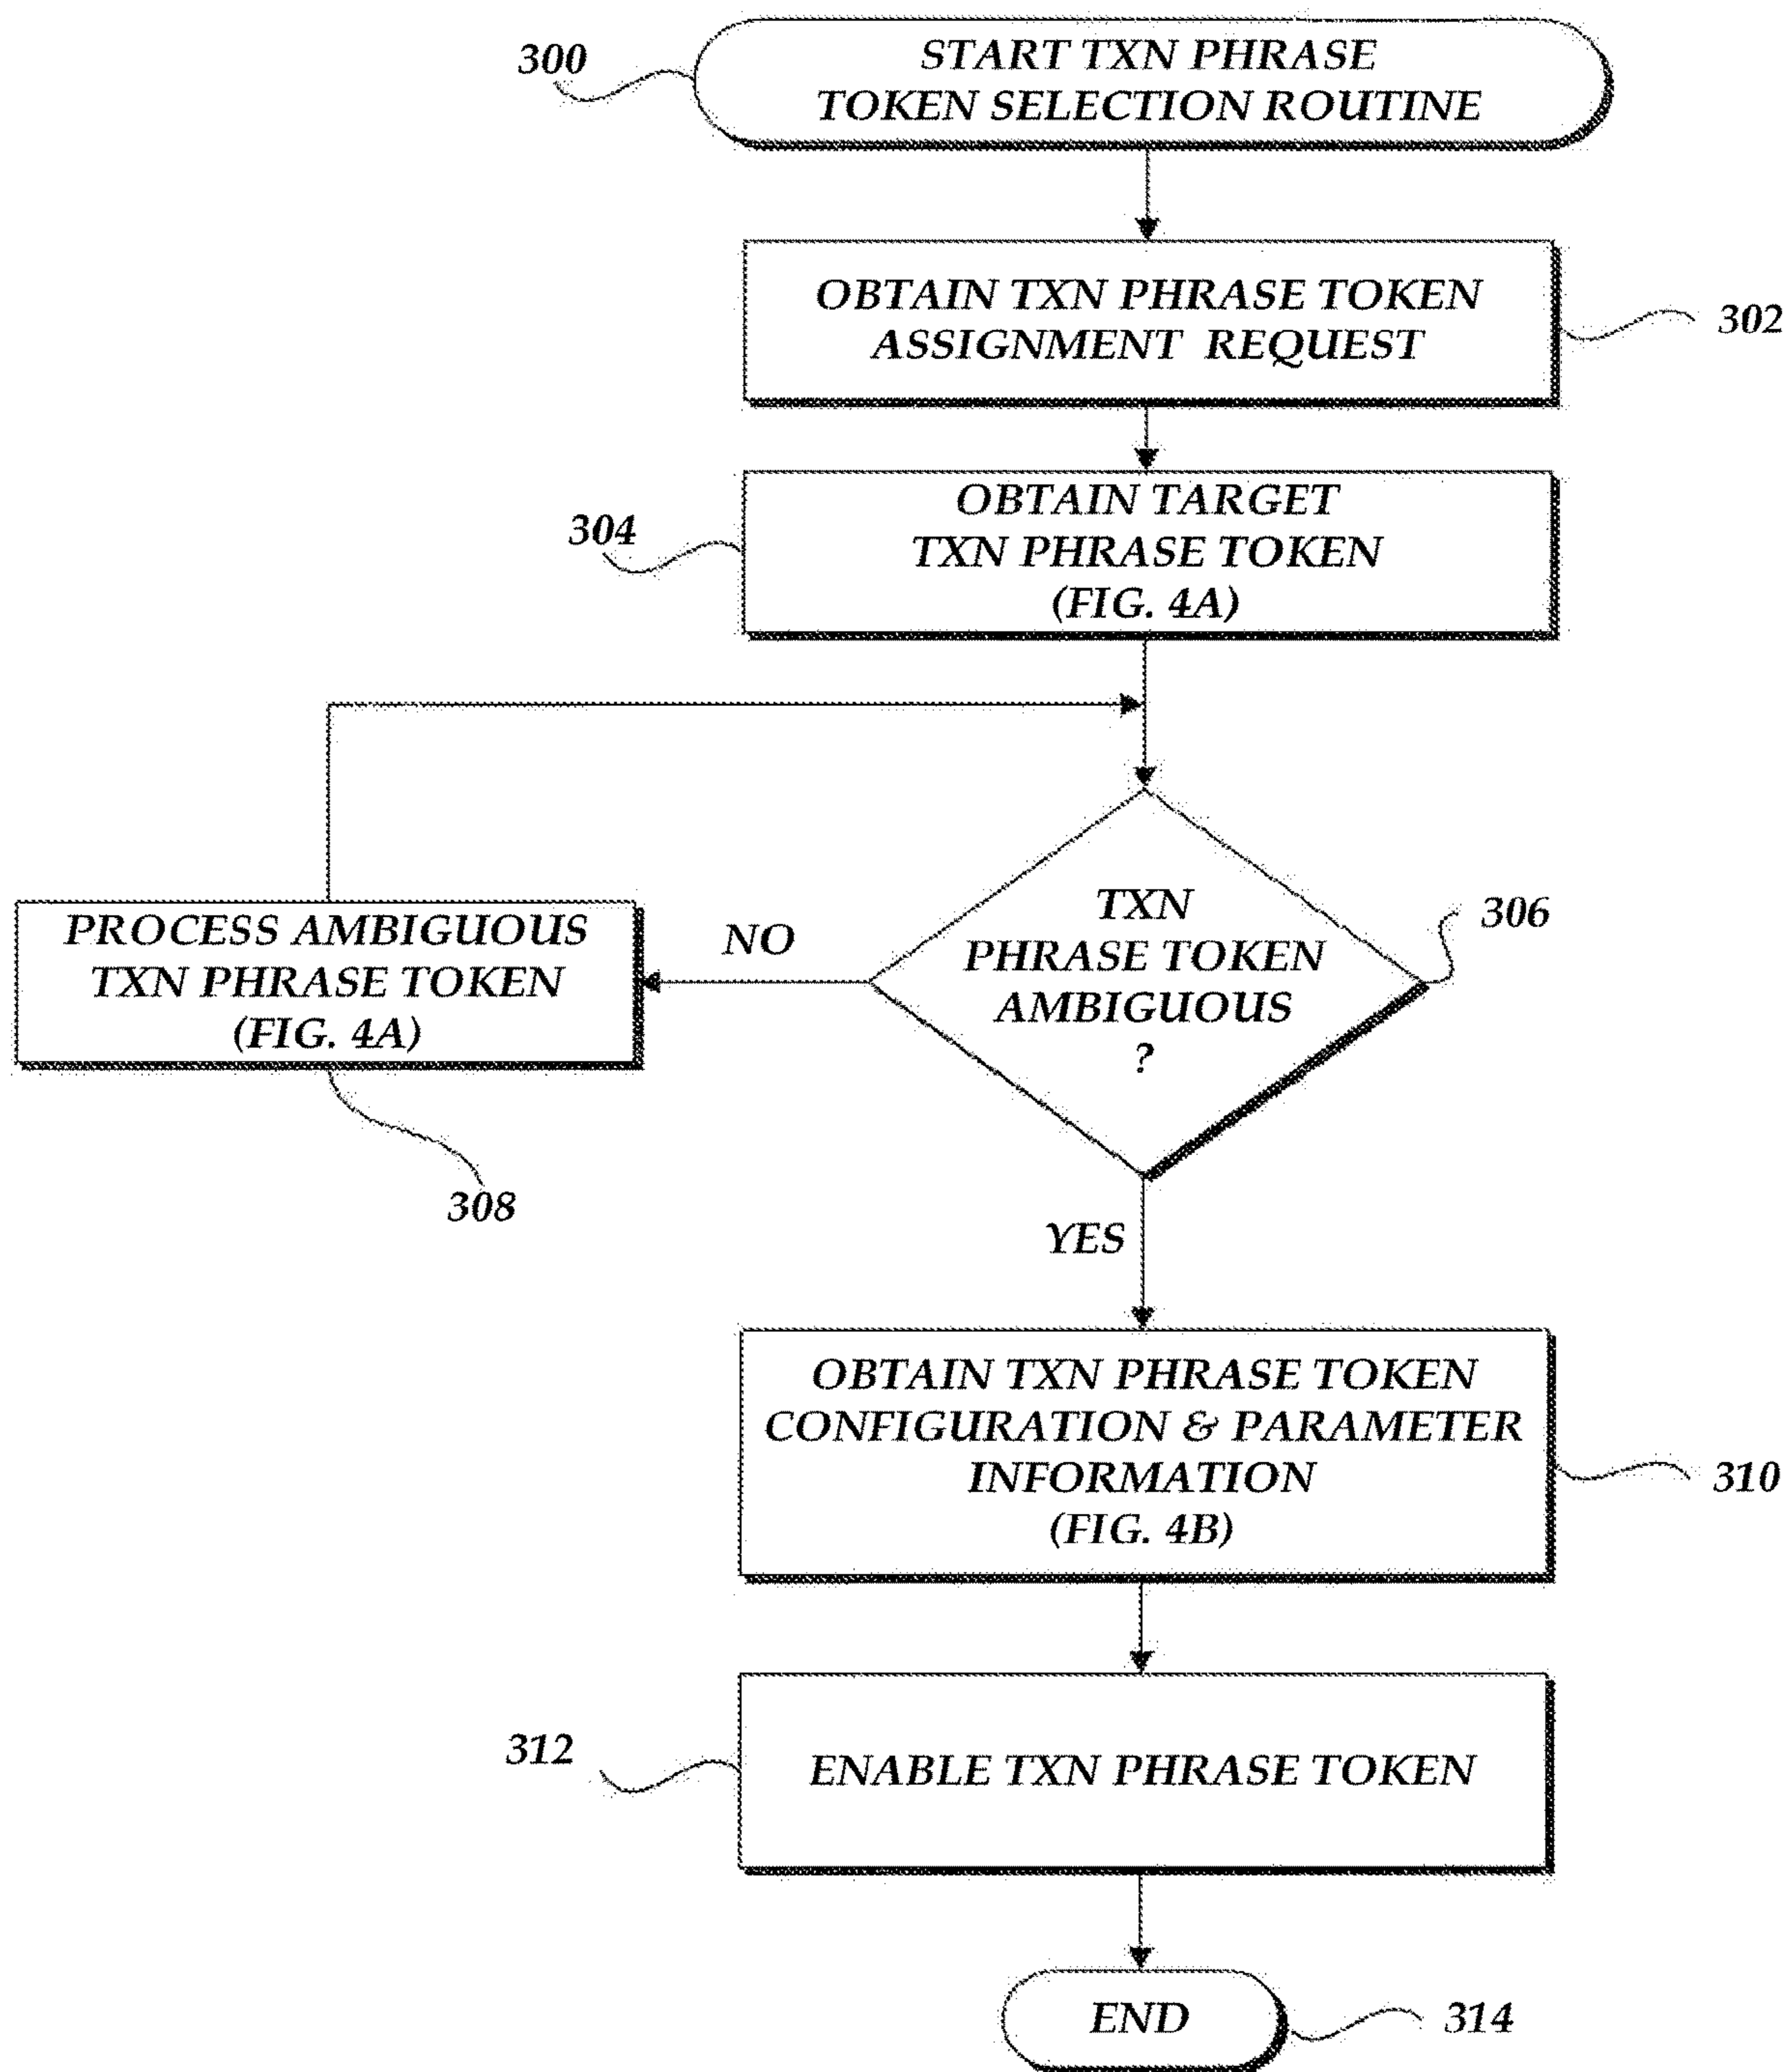 300
START TXN PHRASE
TOKEN SELECTION ROUTINE
OBTAIN TXN PHRASE TOKEN
ASSIGNMENT REQUEST
302
304
OBTAIN TARGET
TXN PHRASE TOKEN
(FIG. 4A)
TXN
PHRASE TOKEN
AMBIGUOUS
?
306
NO
PROCESS AMBIGUOUS
TXN PHRASE TOKEN
(FIG. 4A)
308
YES
OBTAIN TXN PHRASE TOKEN
CONFIGURATION & PARAMETER
INFORMATION
(FIG. 4B)
310
312
ENABLE TXN PHRASE TOKEN
END
314